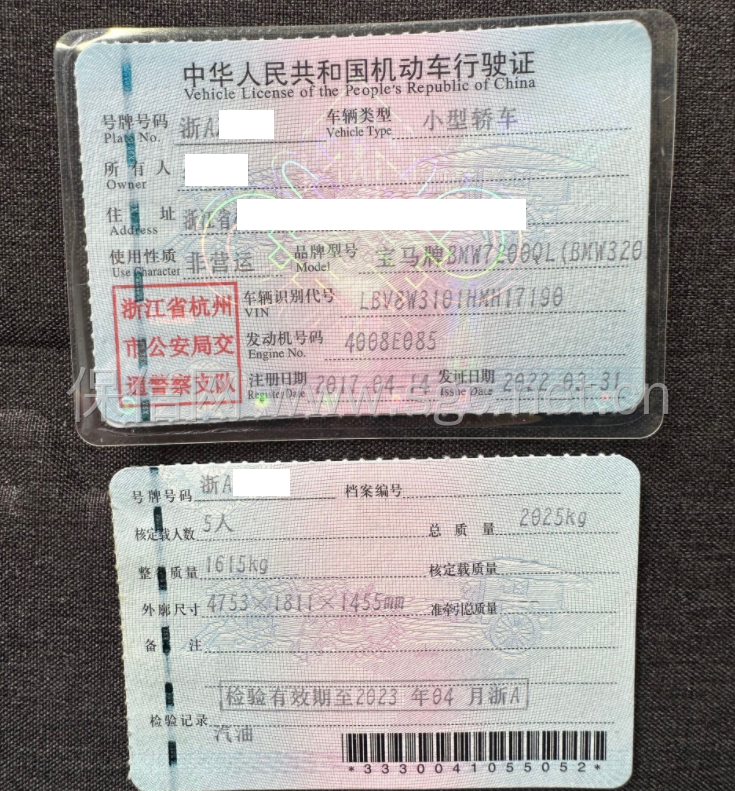 中华人民共和国机动车行驶证
Vehicle License of the People's Republic of China
号牌号码 浙A 车辆类型 小型轿车
Plate No. Vehicle Type
所有人
Owner
住址 浙江省
Address
使用性质 非营运 品牌型号 宝马牌BMW7200QL(BMW320
Use Character Model
浙江省杭州
市公安局交
通警察支队
车辆识别代号 LBV8W3101HMH17190
VIN
发动机号码 4008E085
Engine No.
注册日期 2017-04-14 发证日期 2022-03-31
Register Date Issue Date
号牌号码 浙A 档案编号
核定载人数 5人 总质量 2025kg
整备质量 1615kg 核定载质量 --
外廓尺寸 4753×1811×1455mm 准牵引总质量 --
备注
检验有效期至2023 年04 月浙A
检验记录
汽油
*3330041055052*